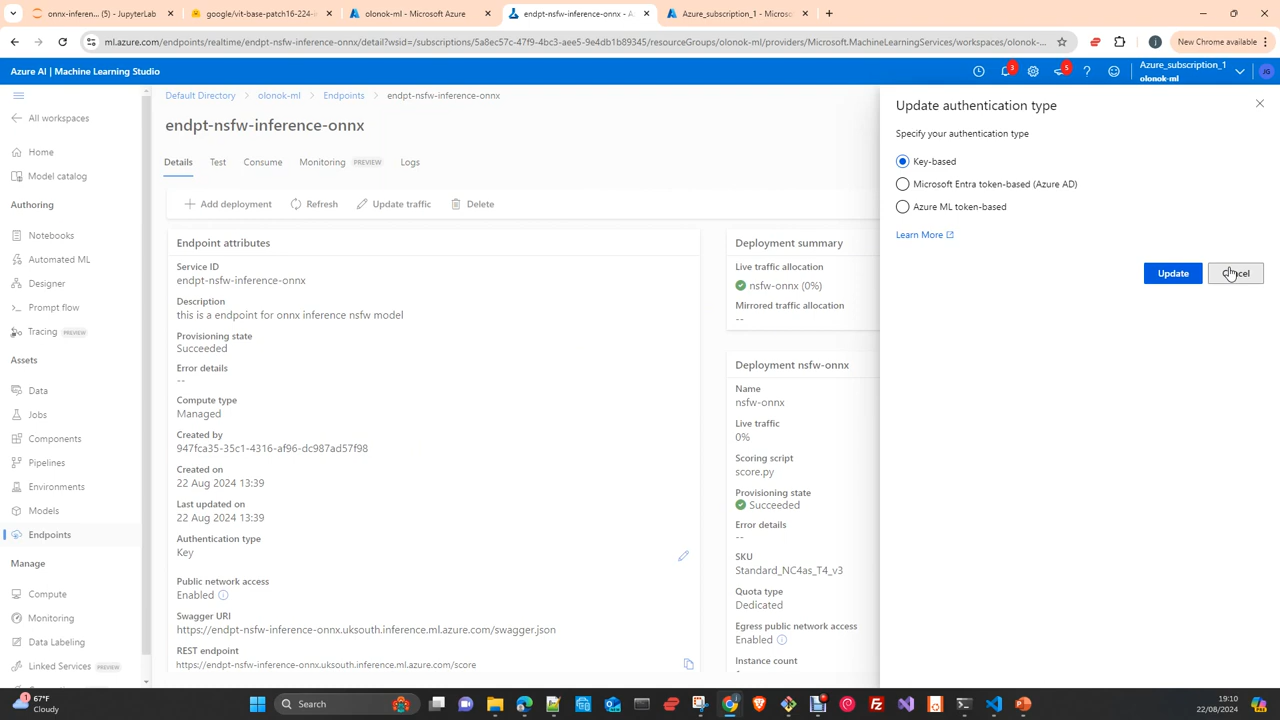 onnx-inferen... (5) - JupyterLab
google/vit-base-patch16-224-in
olonok-ml - Microsoft Azure
endpt-nsfw-inference-onnx - Az
Azure_subscription_1 - Microso
ml.azure.com/endpoints/realtime/endpt-nsfw-inference-onnx/detail?wsid=/subscriptions/5a8ec57c-47f9-4bc3-aee5-9e4db1b89345/resourceGroups/olonok-ml/providers/Microsoft.MachineLearningServices/workspaces/olonok-...
New Chrome available
Azure AI | Machine Learning Studio
3
5
Azure_subscription_1
olonok-ml
JG
All workspaces
Home
Model catalog
Authoring
Notebooks
Automated ML
Designer
Prompt flow
Tracing PREVIEW
Assets
Data
Jobs
Components
Pipelines
Environments
Models
Endpoints
Manage
Compute
Monitoring
Data Labeling
Linked Services PREVIEW
Default Directory > olonok-ml > Endpoints > endpt-nsfw-inference-onnx
endpt-nsfw-inference-onnx
Details Test Consume Monitoring PREVIEW Logs
Add deployment Refresh Update traffic Delete
Endpoint attributes
Service ID
endpt-nsfw-inference-onnx
Description
this is a endpoint for onnx inference nsfw model
Provisioning state
Succeeded
Error details
--
Compute type
Managed
Created by
947fca35-35c1-4316-af96-dc987ad57f98
Created on
22 Aug 2024 13:39
Last updated on
22 Aug 2024 13:39
Authentication type
Key
Public network access
Enabled
Swagger URI
https://endpt-nsfw-inference-onnx.uksouth.inference.ml.azure.com/swagger.json
REST endpoint
https://endpt-nsfw-inference-onnx.uksouth.inference.ml.azure.com/score
Deployment summary
Live traffic allocation
nsfw-onnx (0%)
Mirrored traffic allocation
--
Deployment nsfw-onnx
Name
nsfw-onnx
Live traffic
0%
Scoring script
score.py
Provisioning state
Succeeded
Error details
--
SKU
Standard_NC4as_T4_v3
Quota type
Dedicated
Egress public network access
Enabled
Instance count
Update authentication type
Specify your authentication type
Key-based
Microsoft Entra token-based (Azure AD)
Azure ML token-based
Learn More
Update
Cancel
67°F
Cloudy
Search
19:10
22/08/2024